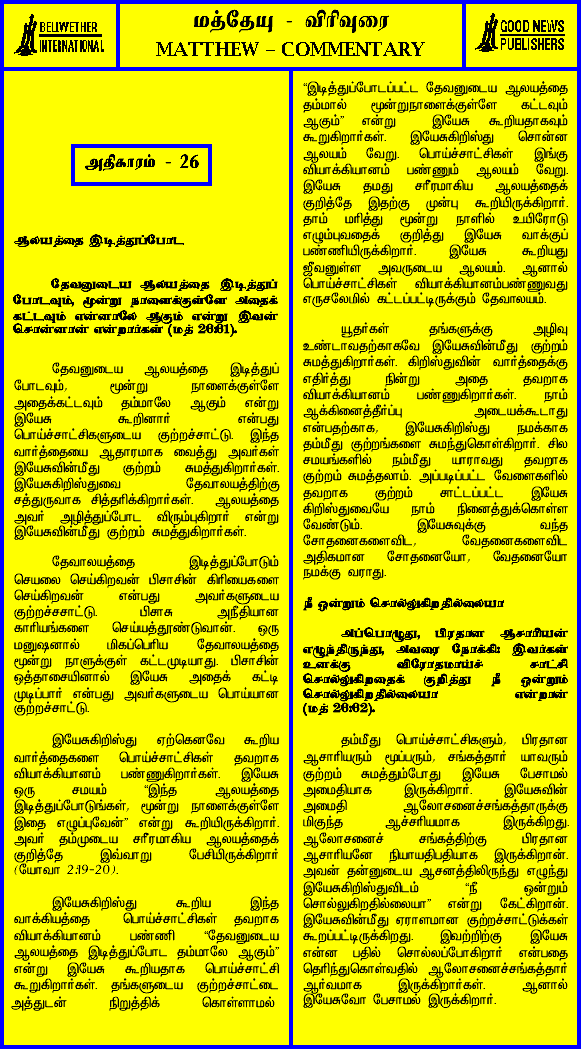 BELIWETHER
INTERNATIONAL
மத்தேயு - விரிவுரை
MATTHEW – COMMENTARY
GOOD NEWS
PUBLISHERS
அதிகாரம் - 26
ஆலயத்தை இடித்துப்போட
தேவனுடைய ஆலயத்தை இடித்துப்
போடவும், மூன்று நாளைக்குள்ளே அதைக்
கட்டவும் என்னாலே ஆகும் என்று இவன்
சொன்னான் என்றார்கள் (மத் 26:61).
தேவனுடைய ஆலயத்தை இடித்துப்
போடவும், மூன்று நாளைக்குள்ளே
அதைக்கட்டவும் தம்மாலே ஆகும் என்று
இயேசு கூறினார் என்பது
பொய்ச்சாட்சிகளுடைய குற்றச்சாட்டு. இந்த
வார்த்தையை ஆதாரமாக வைத்து அவர்கள்
இயேசுவின்மீது குற்றம் சுமத்துகிறார்கள்.
இயேசுகிறிஸ்துவை தேவாலயத்திற்கு
சத்துருவாக சித்தரிக்கிறார்கள். ஆலயத்தை
அவர் அழித்துப்போட விரும்புகிறார் என்று
இயேசுவின்மீது குற்றம் சுமத்துகிறார்கள்.
தேவாலயத்தை இடித்துப்போடும்
செயலை செய்கிறவன் பிசாசின் கிரியைகளை
செய்கிறவன் என்பது அவர்களுடைய
குற்றச்சசாட்டு. பிசாசு அநீதியான
காரியங்களை செய்யத்தூண்டுவான். ஒரு
மனுஷனால் மிகப்பெரிய தேவாலயத்தை
மூன்று நாளுக்குள் கட்டமுடியாது. பிசாசின்
ஒத்தாசையினால் இயேசு அதைக் கட்டி
முடிப்பார் என்பது அவர்களுடைய பொய்யான
குற்றச்சாட்டு.
இயேசுகிறிஸ்து ஏற்கெனவே கூறிய
வார்த்தைகளை பொய்ச்சாட்சிகள் தவறாக
வியாக்கியானம் பண்ணுகிறார்கள். இயேசு
ஒரு சமயம் “இந்த ஆலயத்தை
இடித்துப்போடுங்கள், மூன்று நாளைக்குள்ளே
இதை எழுப்புவேன்” என்று கூறியிருக்கிறார்.
அவர் தம்முடைய சரீரமாகிய ஆலயத்தைக்
குறித்தே இவ்வாறு பேசியிருக்கிறார்
(யோவா 2:19-20).
இயேசுகிறிஸ்து கூறிய இந்த
வாக்கியத்தை பொய்ச்சாட்சிகள் தவறாக
வியாக்கியானம் பண்ணி “தேவனுடைய
ஆலயத்தை இடித்துப்போட தம்மாலே ஆகும்”
என்று இயேசு கூறியதாக பொய்ச்சாட்சி
கூறுகிறார்கள். தங்களுடைய குற்றச்சாட்டை
அத்துடன் நிறுத்திக் கொள்ளாமல்
“இடித்துப்போடப்பட்ட தேவனுடைய ஆலயத்தை
தம்மால் மூன்றுநாளைக்குள்ளே கட்டவும்
ஆகும்” என்று இயேசு கூறியதாகவும்
கூறுகிறார்கள். இயேசுகிறிஸ்து சொன்ன
ஆலயம் வேறு. பொய்ச்சாட்சிகள் இங்கு
வியாக்கியானம் பண்ணும் ஆலயம் வேறு.
இயேசு தமது சரீரமாகிய ஆலயத்தைக்
குறித்தே இதற்கு முன்பு கூறியிருக்கிறார்.
தாம் மரித்து மூன்று நாளில் உயிரோடு
எழும்புவதைக் குறித்து இயேசு வாக்குப்
பண்ணியிருக்கிறார். இயேசு கூறியது
ஜீவனுள்ள அவருடைய ஆலயம். ஆனால்
பொய்ச்சாட்சிகள் வியாக்கியானம்பண்ணுவது
எருசலேமில் கட்டப்பட்டிருக்கும் தேவாலயம்.
யூதர்கள் தங்களுக்கு அழிவு
உண்டாவதற்காகவே இயேசுவின்மீது குற்றம்
சுமத்துகிறார்கள். கிறிஸ்துவின் வார்த்தைக்கு
எதிர்த்து நின்று அதை தவறாக
வியாக்கியானம் பண்ணுகிறார்கள். நாம்
ஆக்கினைத்தீர்ப்பு அடையக்கூடாது
என்பதற்காக, இயேசுகிறிஸ்து நமக்காக
தம்மீது குற்றங்களை சுமந்துகொள்கிறார். சில
சமயங்களில் நம்மீது யாராவது தவறாக
குற்றம் சுமத்தலாம். அப்படிப்பட்ட வேளைகளில்
தவறாக குற்றம் சாட்டப்பட்ட இயேசு
கிறிஸ்துவையே நாம் நினைத்துக்கொள்ள
வேண்டும். இயேசுவுக்கு வந்த
சோதனைகளைவிட, வேதனைகளைவிட
அதிகமான சோதனையோ, வேதனையோ
நமக்கு வராது.
நீ ஒன்றும் சொல்லுகிறதில்லையா
அப்பொழுது, பிரதான ஆசாரியன்
எழுந்திருந்து, அவரை நோக்கி: இவர்கள்
உனக்கு விரோதமாய்ச் சாட்சி
சொல்லுகிறதைக் குறித்து நீ ஒன்றும்
சொல்லுகிறதில்லையா என்றான்
(மத் 26:62).
தம்மீது பொய்ச்சாட்சிகளும், பிரதான
ஆசாரியரும் மூப்பரும், சங்கத்தார் யாவரும்
குற்றம் சுமத்தும்போது இயேசு பேசாமல்
அமைதியாக இருக்கிறார். இயேசுவின்
அமைதி ஆலோசனைச்சங்கத்தாருக்கு
மிகுந்த ஆச்சரியமாக இருக்கிறது.
ஆலோசனைச் சங்கத்திற்கு பிரதான
ஆசாரியனே நியாயதிபதியாக இருக்கிறான்.
அவன் தன்னுடைய ஆசனத்திலிருந்து எழுந்து
இயேசுகிறிஸ்துவிடம் “நீ ஒன்றும்
சொல்லுகிறதில்லையா” என்று கேட்கிறான்.
இயேசுவின்மீது ஏராளமான குற்றச்சாட்டுக்கள்
கூறப்பட்டிருக்கிறது. இவற்றிற்கு இயேசு
என்ன பதில் சொல்லப்போகிறார் என்பதை
தெரிந்துகொள்வதில் ஆலோசனைச்சங்கத்தார்
ஆர்வமாக இருக்கிறார்கள். ஆனால்
இயேசுவோ பேசாமல் இருக்கிறார்.